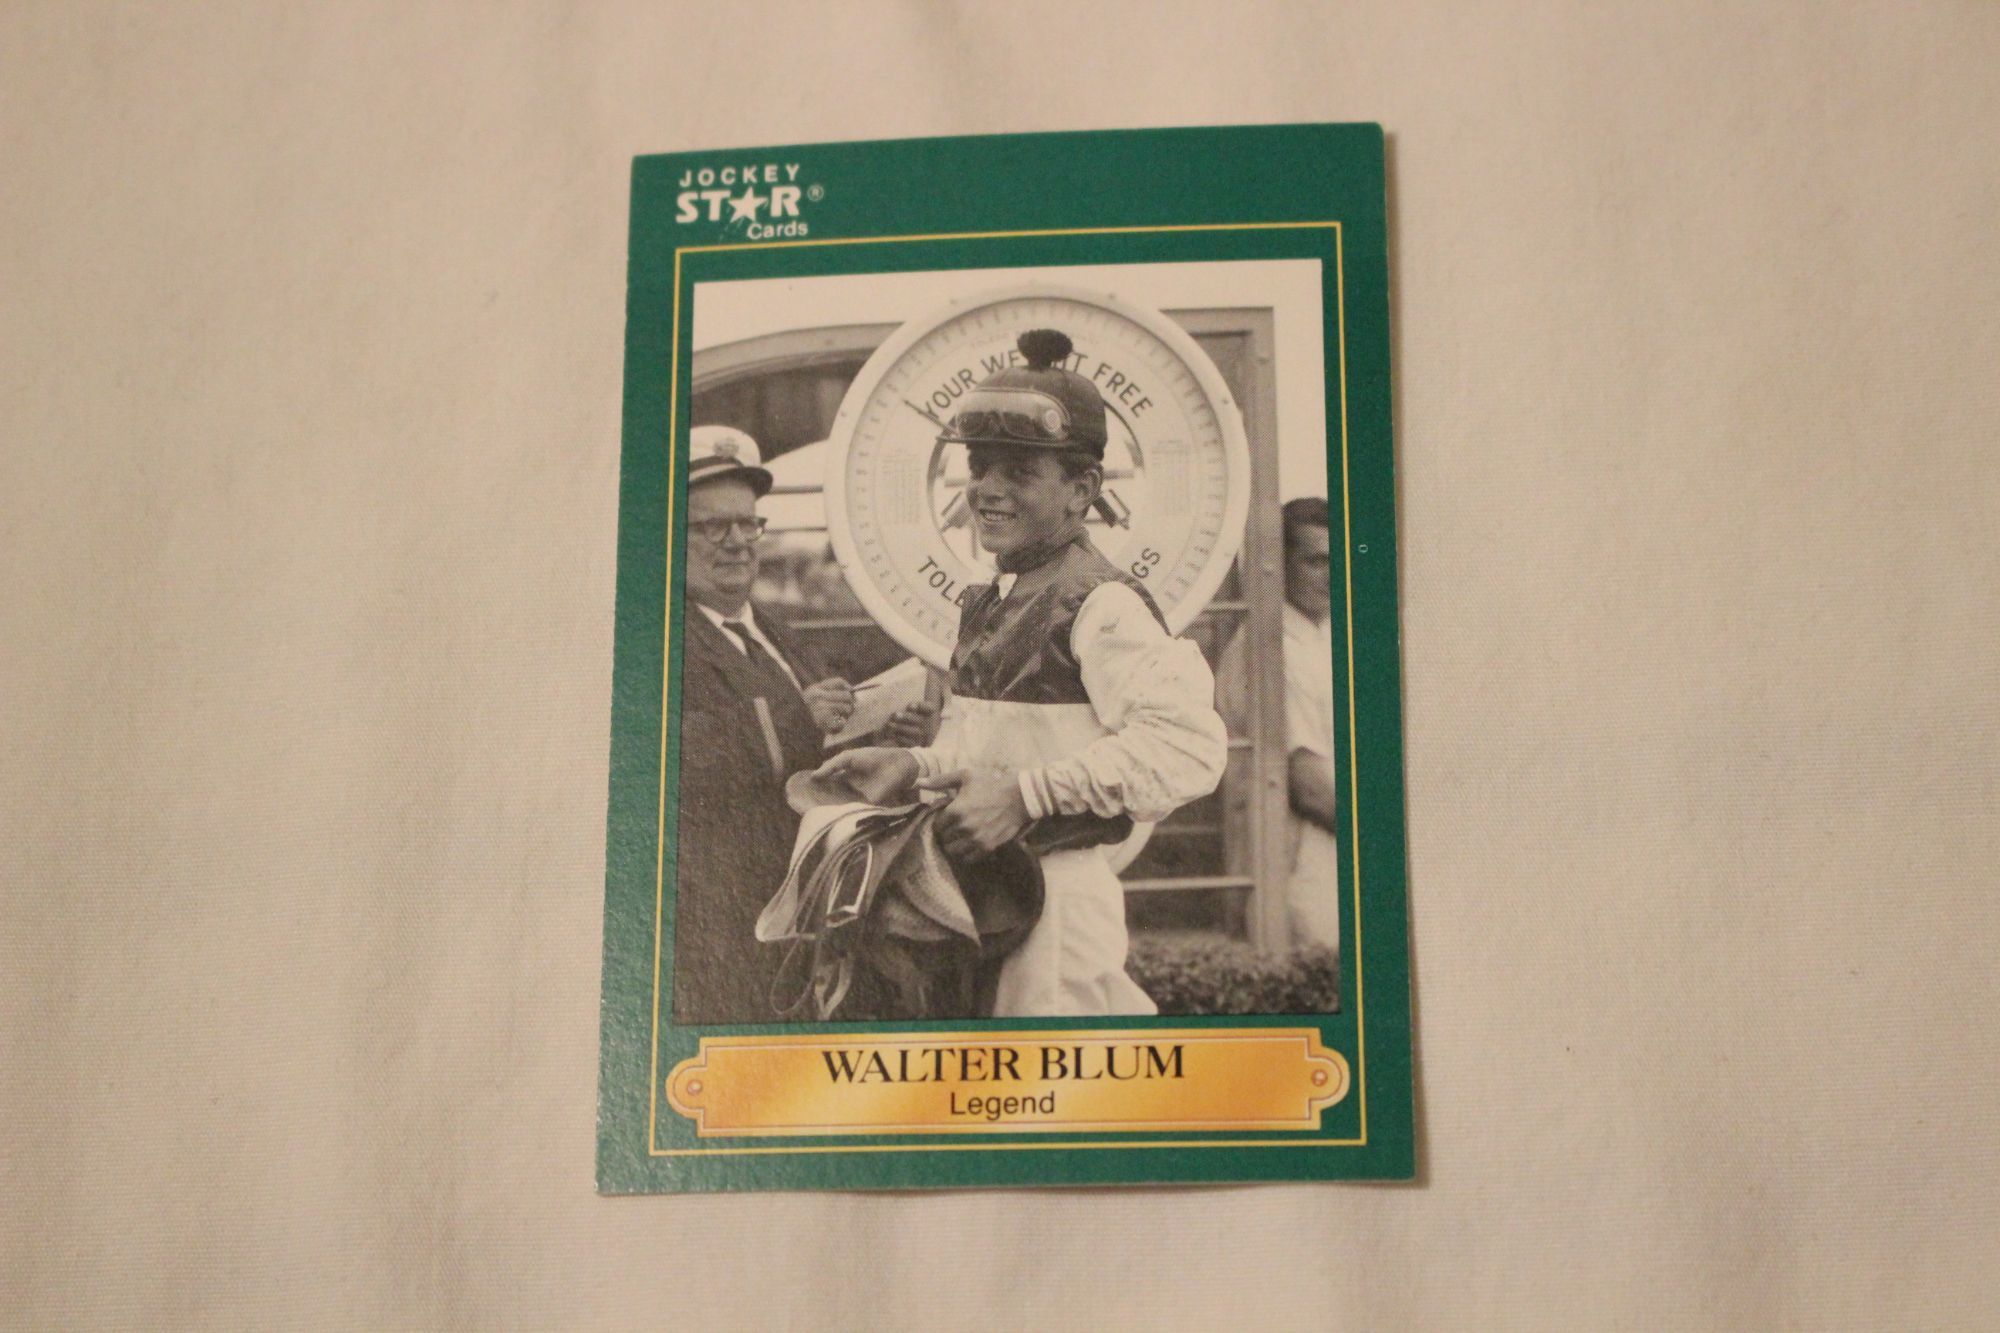 JOCKEY
STAR®
Cards
YOUR WE T FREE
TOLE GS
WALTER BLUM
Legend